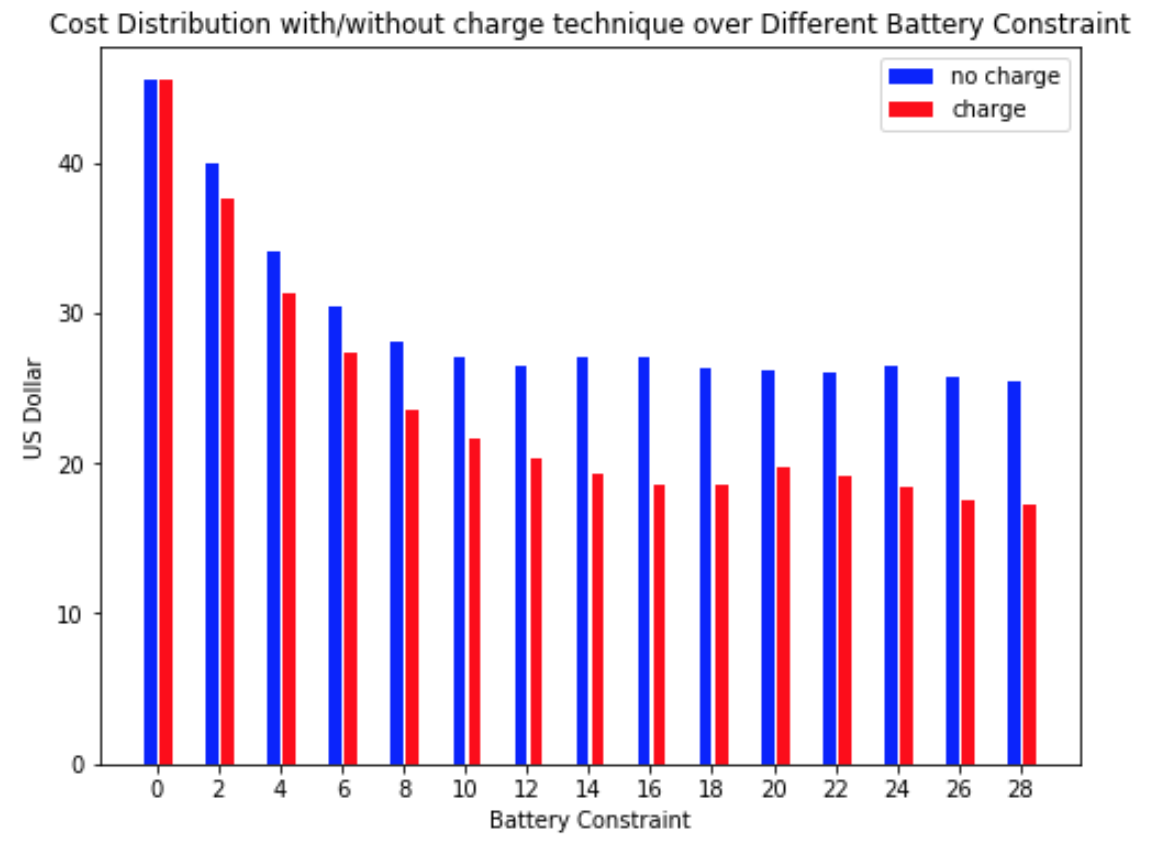 Cost Distribution with/without charge technique over Different Battery Constraint
no charge
charge
40
30
20
10
0
US Dollar
0 2 4 6 8 10 12 14 16 18 20 22 24 26 28
Battery Constraint